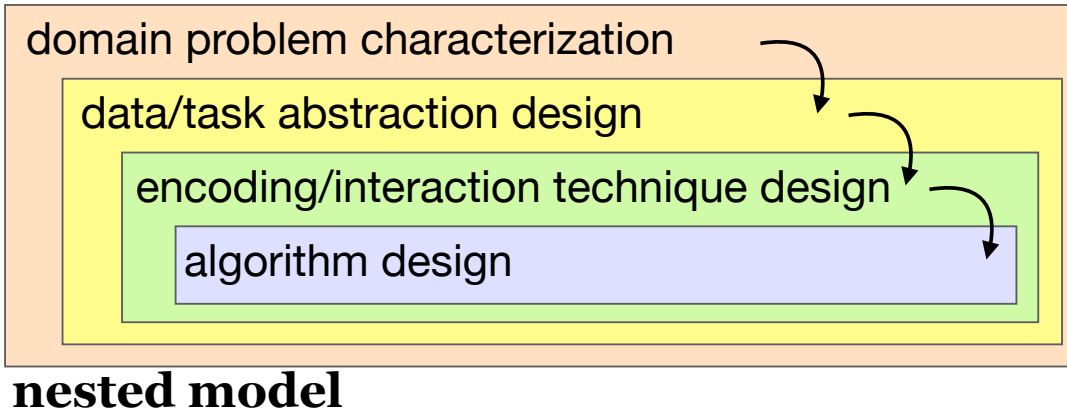 domain problem characterization
data/task abstraction design
encoding/interaction technique design
algorithm design
nested model